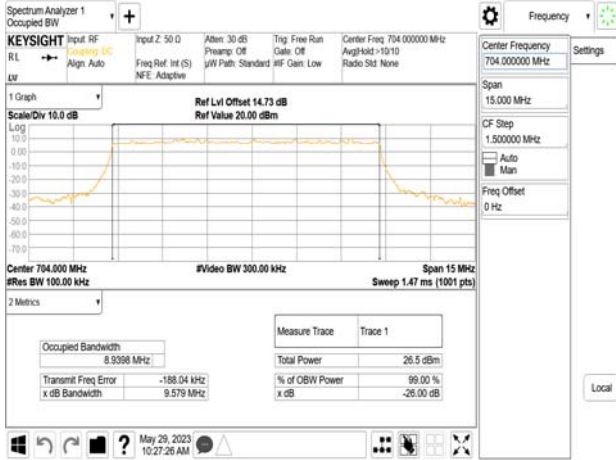 Spectrum Analyzer 1
Occupied BW
+
Frequency
KEYSIGHT
RL
LXI
Input: RF
Coupling: DC
Align: Auto
Input Z: 50 Ω
Freq Ref: Int (S)
NFE: Adaptive
Atten: 30 dB
Preamp: Off
µW Path: Standard
Trig: Free Run
Gate: Off
#IF Gain: Low
Center Freq: 704.000000 MHz
Avg|Hold:>10/10
Radio Std: None
1 Graph
Scale/Div 10.0 dB
Ref Lvl Offset 14.73 dB
Ref Value 20.00 dBm
Log
10.0
0.00
-10.0
-20.0
-30.0
-40.0
-50.0
-60.0
-70.0
Center 704.000 MHz
#Video BW 300.00 kHz
Span 15 MHz
#Res BW 100.00 kHz
Sweep 1.47 ms (1001 pts)
2 Metrics
Measure Trace
Trace 1
Occupied Bandwidth
8.9398 MHz
Total Power
26.5 dBm
Transmit Freq Error
-188.04 kHz
% of OBW Power
99.00 %
x dB Bandwidth
9.579 MHz
x dB
-26.00 dB
?
May 29, 2023
10:27:26 AM
Center Frequency
704.000000 MHz
Settings
Span
15.000 MHz
CF Step
1.500000 MHz
Auto
Man
Freq Offset
0 Hz
Local